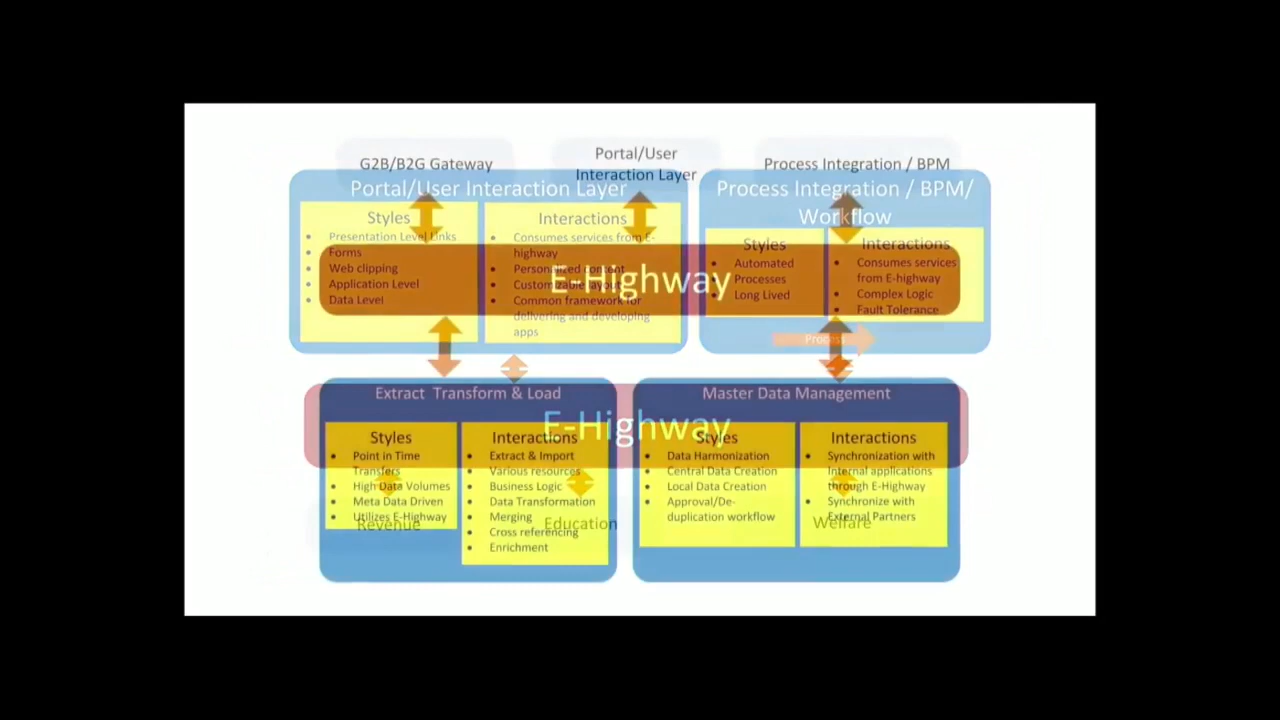 G2B/B2G Gateway
Portal/User
Interaction Layer
Process Integration / BPM
Portal/User Interaction Layer
Styles
• Presentation Level Links
• Forms
• Web clipping
• Application Level
• Data Level
Interactions
• Consumes services from E-
highway
• Personalized content
• Customizable layout
• Common framework for
delivering and developing
apps
Process Integration / BPM/
Workflow
Styles
• Automated
• Processes
• Long Lived
Interactions
• Consumes services
from E-highway
• Complex Logic
• Fault Tolerance
E-Highway
Process
Extract Transform & Load
Styles
• Point in Time
Transfers
• High Data Volumes
• Meta Data Driven
• Utilizes E-Highway
Interactions
• Extract & Import
• Various resources
• Business Logic
• Data Transformation
• Merging
• Cross referencing
• Enrichment
E-Highway
Master Data Management
Styles
• Data Harmonization
• Central Data Creation
• Local Data Creation
• Approval/De-
duplication workflow
Interactions
• Synchronization with
Internal applications
through E-Highway
• Synchronize with
External Partners
Revenue
Education
Welfare